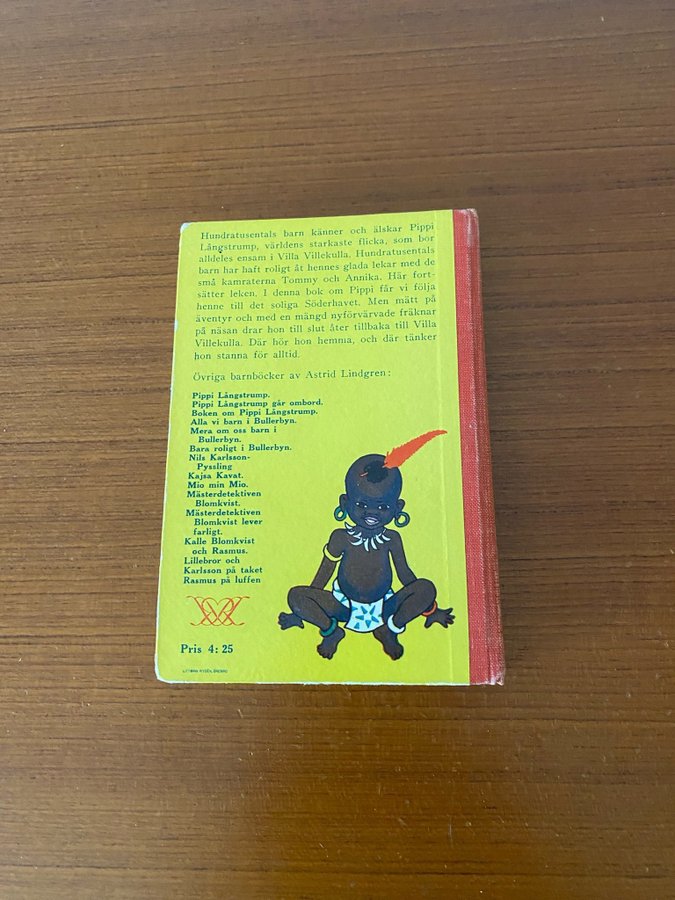 Hundratusentals barn känner och älskar Pippi
Långstrump, världens starkaste flicka, som bor
alldeles ensam i Villa Villekulla. Hundratusentals
barn har haft roligt åt hennes glada lekar med de
små kamraterna Tommy och Annika. Här fort-
sätter leken. I denna bok om Pippi får vi följa
henne till det soliga Söderhavet. Men mätt på
äventyr och med en mängd nyförvärvade fräknar
på näsan drar hon till slut åter tillbaka till Villa
Villekulla. Där hör hon hemma, och där tänker
hon stanna för alltid.
Övriga barnböcker av Astrid Lindgren:
Pippi Långstrump.
Pippi Långstrump går ombord.
Boken om Pippi Långstrump.
Alla vi barn i Bullerbyn.
Mera om oss barn i
Bullerbyn.
Bara roligt i Bullerbyn.
Nils Karlsson-
Pyssling
Kajsa Kavat.
Mio min Mio.
Mästerdetektiven
Blomkvist.
Mästerdetektiven
Blomkvist lever
farligt.
Kalle Blomkvist
och Rasmus.
Lillebror och
Karlsson på taket
Rasmus på luffen
Pris 4: 25